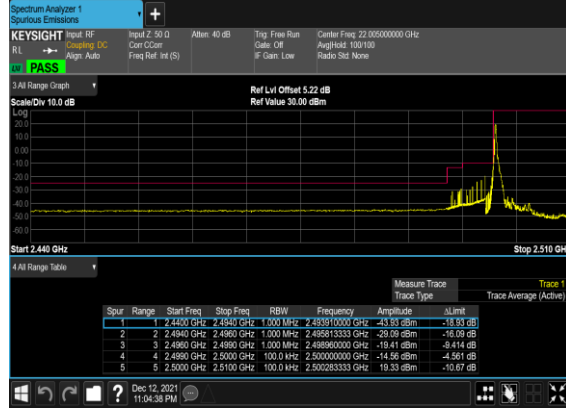 Spectrum Analyzer 1
Spurious Emissions
+
KEYSIGHT Input: RF Input Z: 50 Ω Atten: 40 dB Trig: Free Run Center Freq: 22.005000000 GHz
RL Coupling: DC Corr CCorr Gate: Off Avg|Hold: 100/100
Align: Auto Freq Ref: Int (S) IF Gain: Low Radio Std: None
LV PASS
3 All Range Graph
Ref Lvl Offset 5.22 dB
Scale/Div 10.0 dB Ref Value 30.00 dBm
Log
20.0
10.0
0.00
-10.0
-20.0
-30.0
-40.0
-50.0
-60.0
Start 2.440 GHz Stop 2.510 GH
4 All Range Table
Measure Trace Trace 1
Trace Type Trace Average (Active)
Spur Range Start Freq Stop Freq RBW Frequency Amplitude ΔLimit
1 1 2.4400 GHz 2.4940 GHz 1.000 MHz 2.493910000 GHz -43.93 dBm -18.93 dB
2 2 2.4940 GHz 2.4960 GHz 1.000 MHz 2.495813333 GHz -29.09 dBm -16.09 dB
3 3 2.4960 GHz 2.4990 GHz 1.000 MHz 2.498960000 GHz -19.41 dBm -9.414 dB
4 4 2.4990 GHz 2.5000 GHz 100.0 kHz 2.500000000 GHz -14.56 dBm -4.561 dB
5 5 2.5000 GHz 2.5100 GHz 100.0 kHz 2.500283333 GHz 19.33 dBm -10.67 dB
? Dec 12, 2021
11:04:38 PM